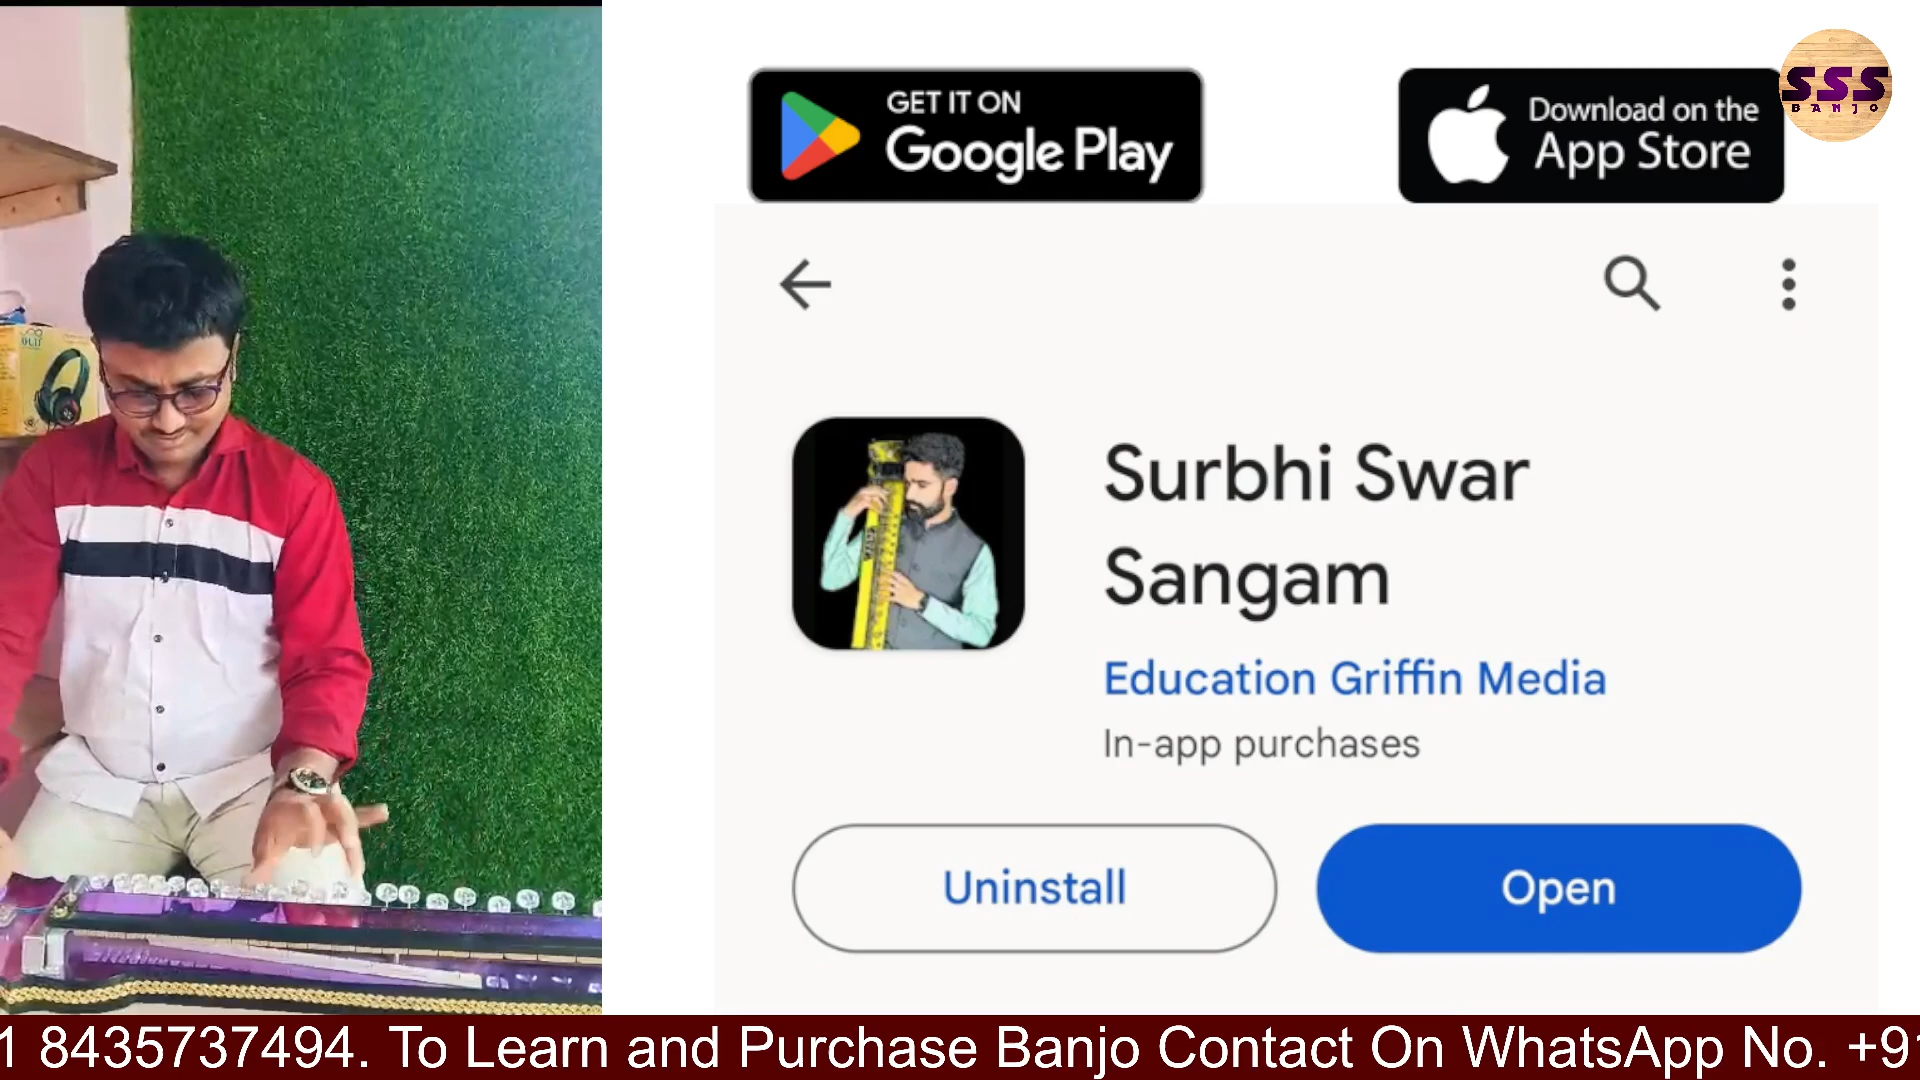 GET IT ON
Google Play
Download on the
App Store
SSS
BANJO
Surbhi Swar
Sangam
Education Griffin Media
In-app purchases
Uninstall
Open
1 8435737494. To Learn and Purchase Banjo Contact On WhatsApp No. +91